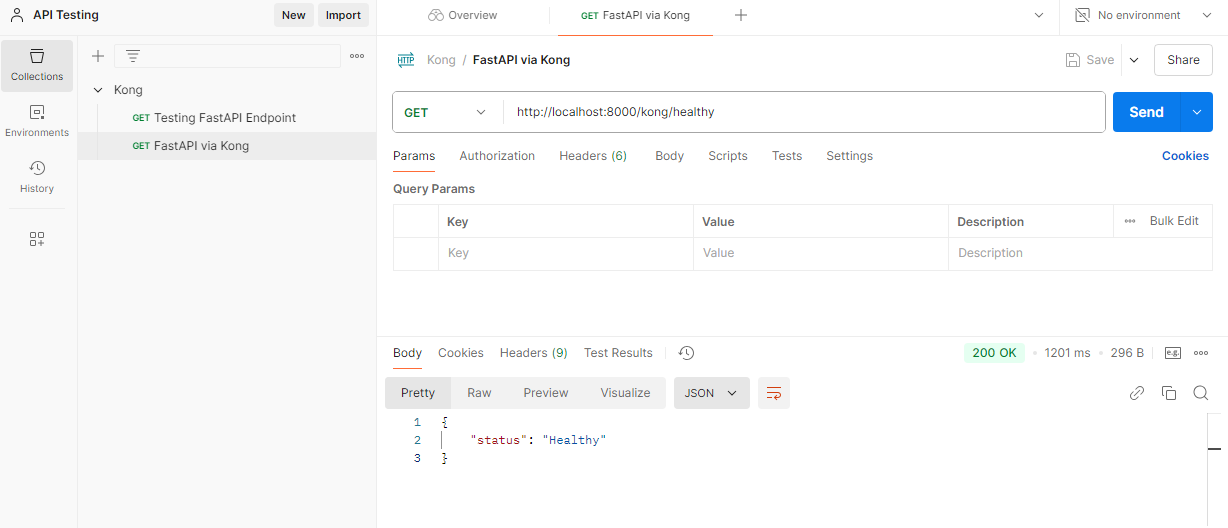 API Testing
New
Import
Overview
GET FastAPI via Kong
No environment
Collections
Environments
History
Kong
GET Testing FastAPI Endpoint
GET FastAPI via Kong
HTTP
Kong / FastAPI via Kong
Save
Share
GET
http://localhost:8000/kong/healthy
Send
Params
Authorization
Headers (6)
Body
Scripts
Tests
Settings
Cookies
Query Params
Key
Value
Description
Bulk Edit
Key
Value
Description
Body
Cookies
Headers (9)
Test Results
200 OK
1201 ms
296 B
e.g.
Pretty
Raw
Preview
Visualize
JSON
1 {
2 "status": "Healthy"
3 }